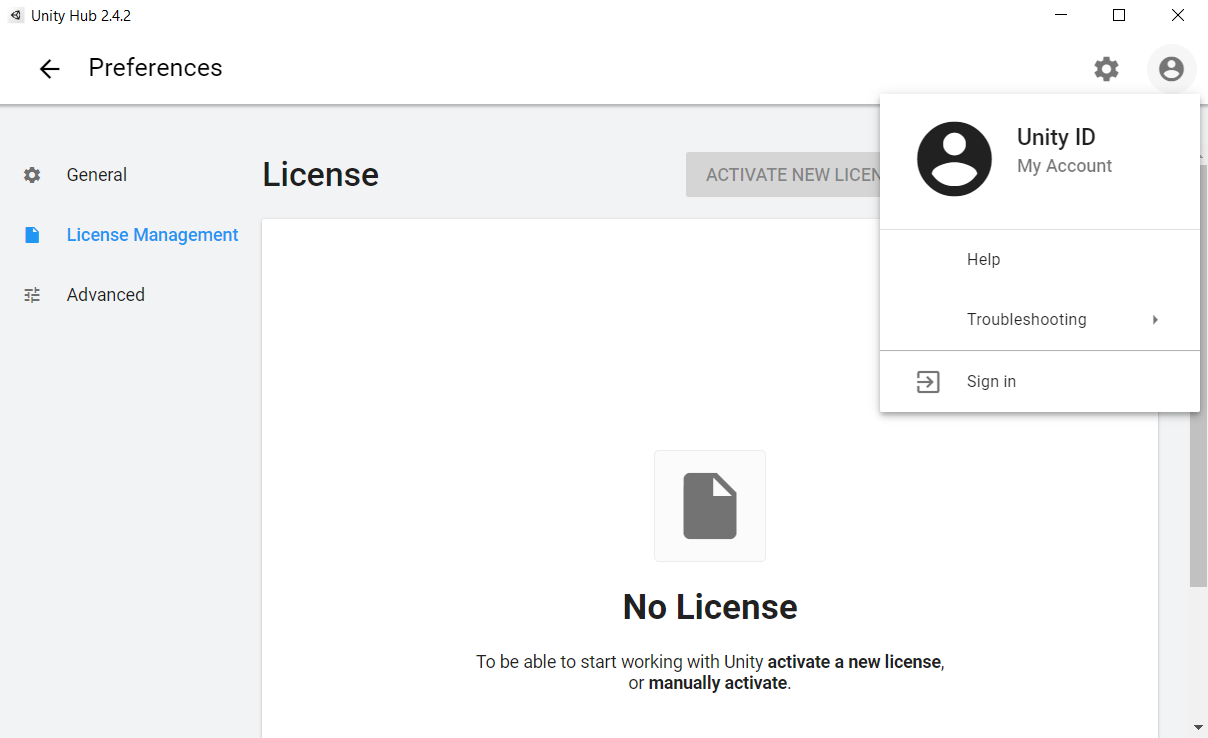 Unity Hub 2.4.2
Preferences
Unity ID
My Account
General
License
ACTIVATE NEW LICEN
License Management
Help
Advanced
Troubleshooting
Sign in
No License
To be able to start working with Unity activate a new license,
or manually activate.